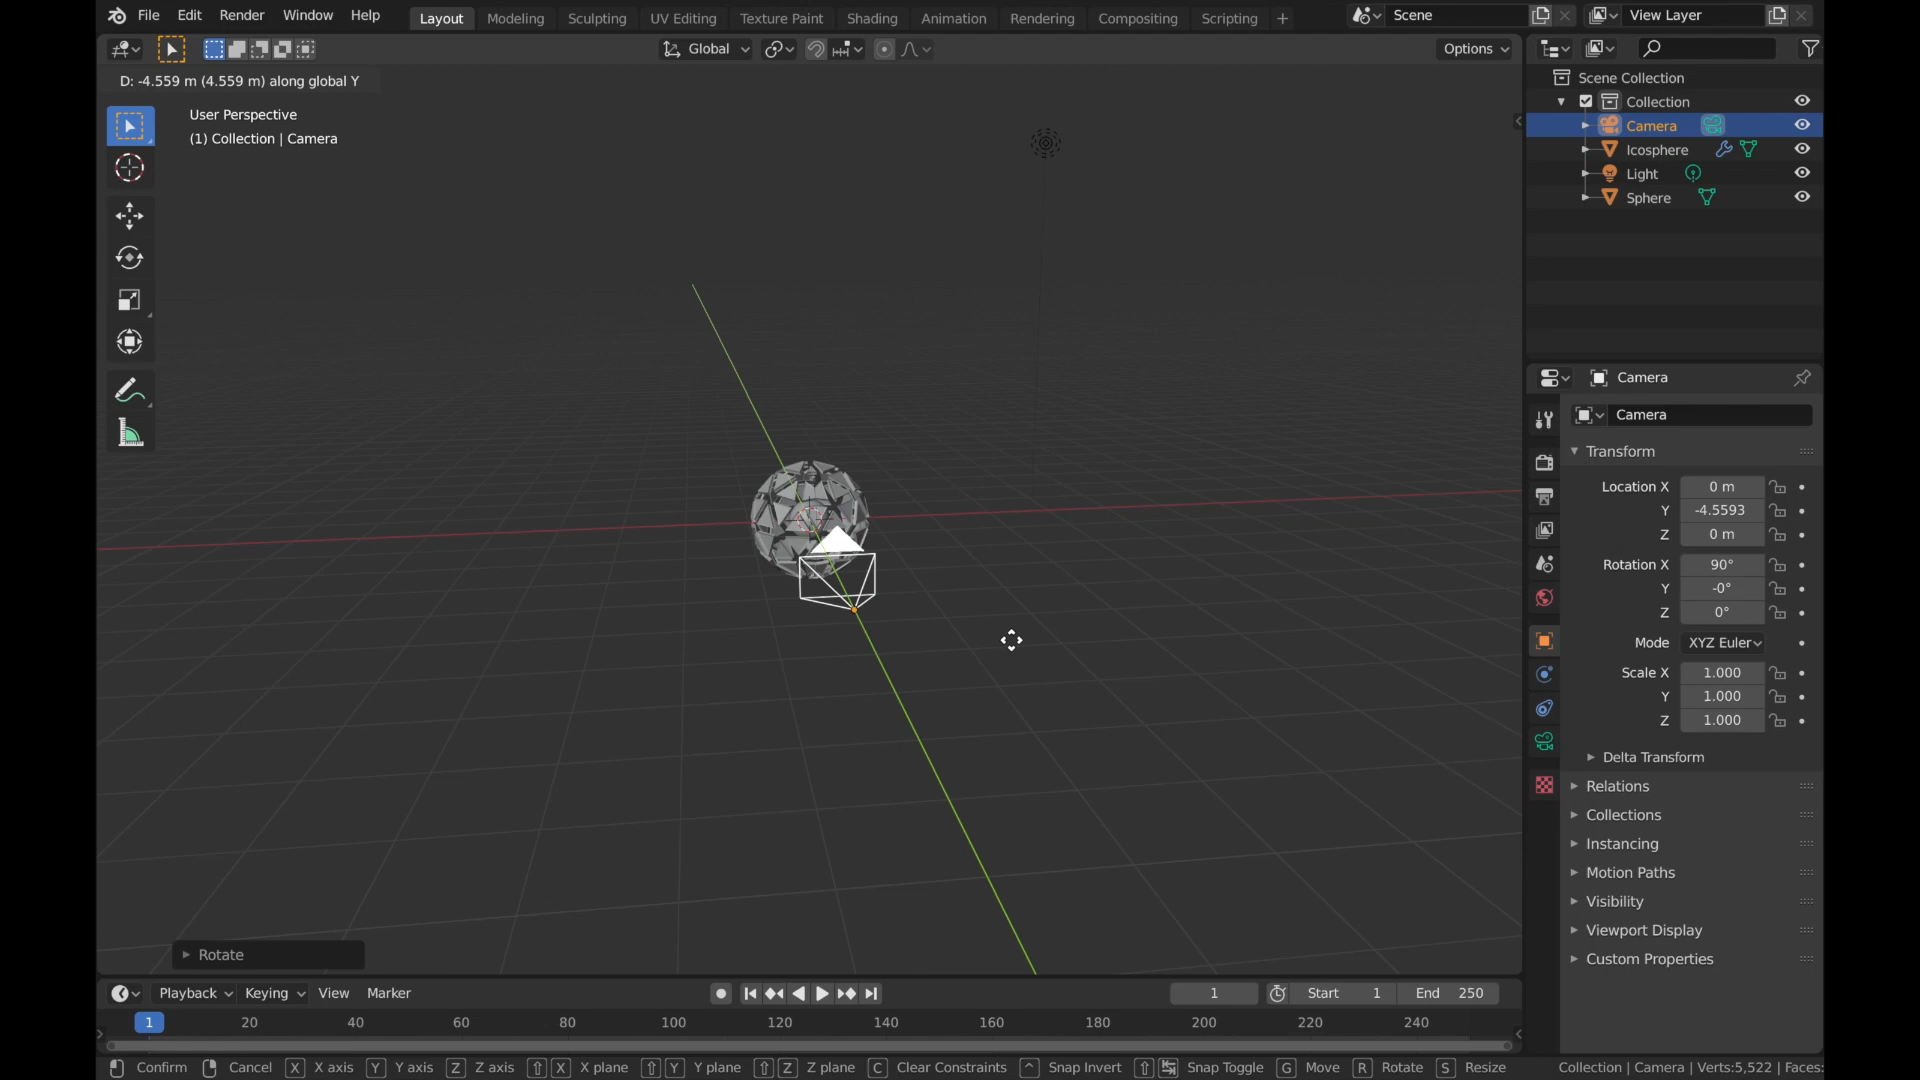 File Edit Render Window Help Layout Modeling Sculpting UV Editing Texture Paint Shading Animation Rendering Compositing Scripting + Scene View Layer
Global Options
D: -4.559 m (4.559 m) along global Y
User Perspective
(1) Collection | Camera
Scene Collection
Collection
Camera
Icosphere
Light
Sphere
Camera
Camera
Transform
Location X 0 m
Y -4.5593
Z 0 m
Rotation X 90°
Y -0°
Z 0°
Mode XYZ Euler
Scale X 1.000
Y 1.000
Z 1.000
Delta Transform
Relations
Collections
Instancing
Motion Paths
Visibility
Viewport Display
Custom Properties
Rotate
Playback Keying View Marker 1 Start 1 End 250
1 20 40 60 80 100 120 140 160 180 200 220 240
Confirm Cancel X X axis Y Y axis Z Z axis X X plane Y Y plane Z Z plane C Clear Constraints ^ Snap Invert Snap Toggle G Move R Rotate S Resize Collection | Camera | Verts:5,522 | Faces: